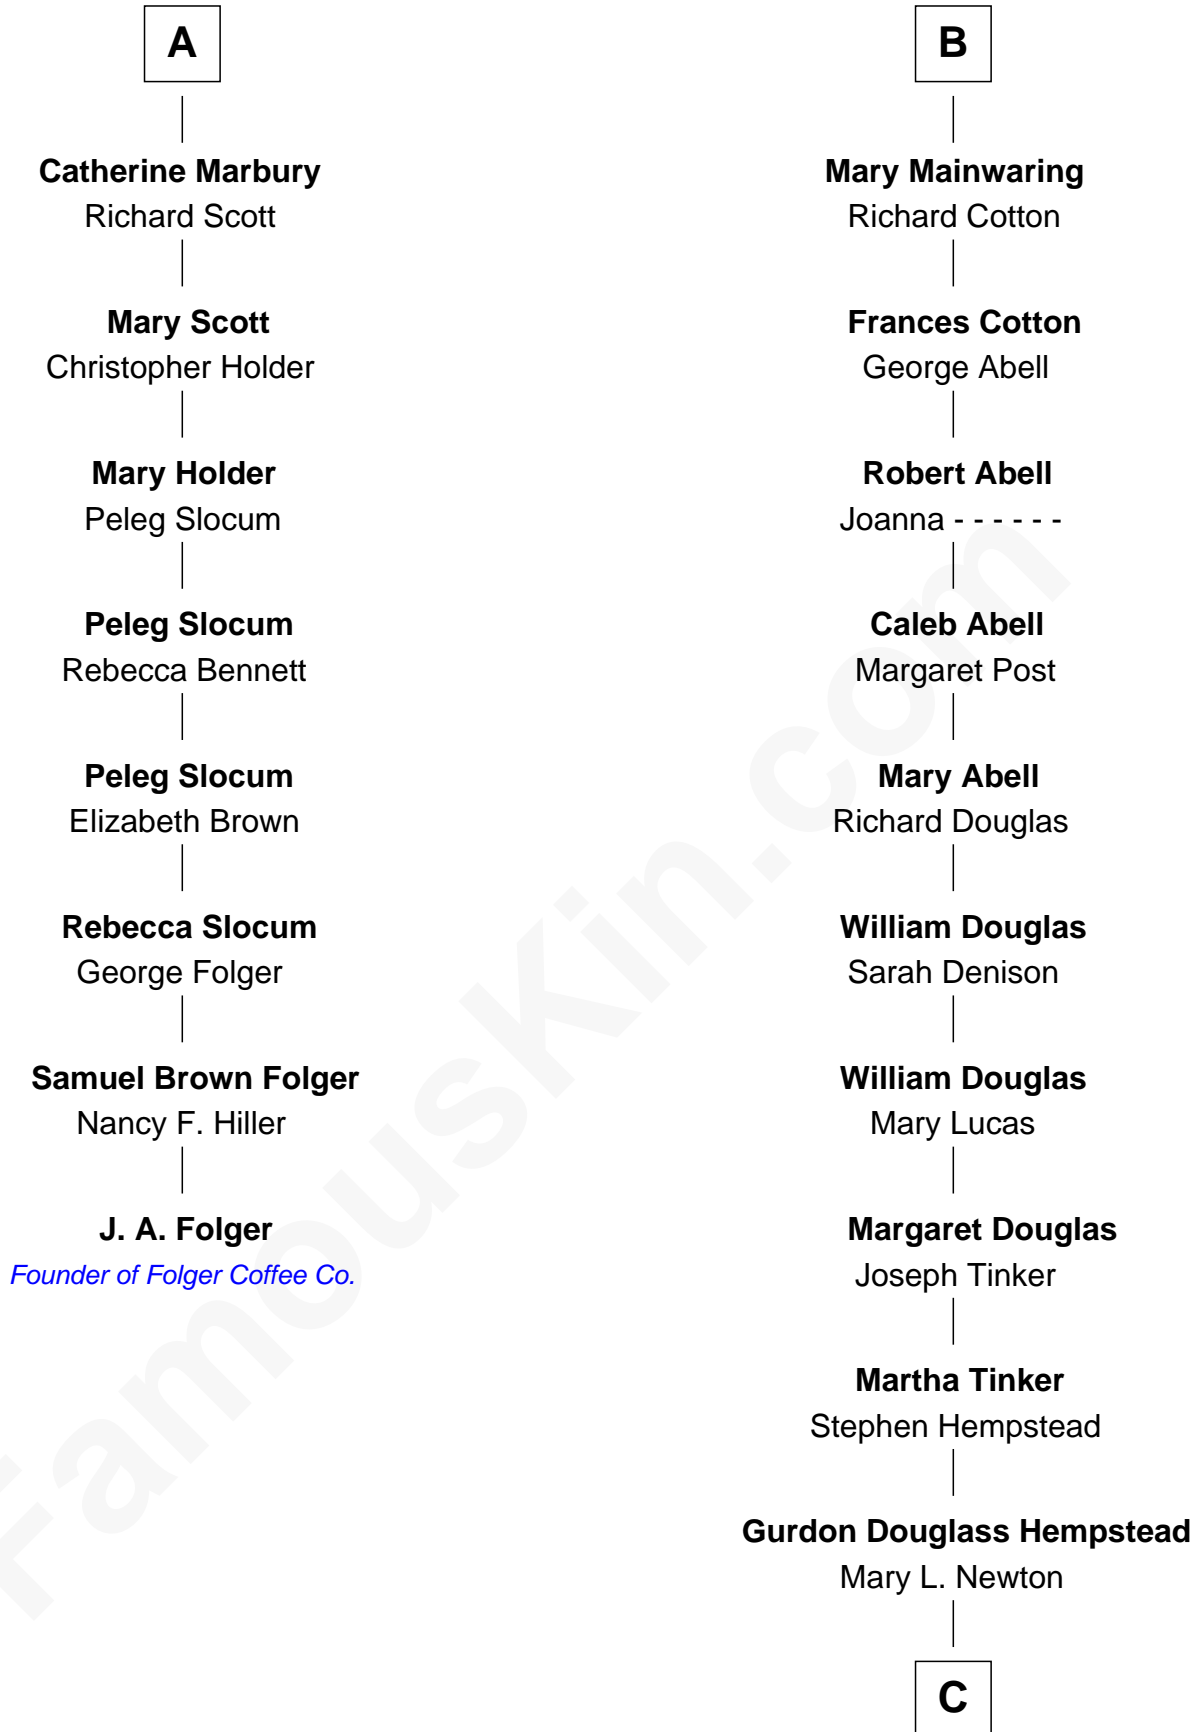 A
Catherine Marbury
Richard Scott
Mary Scott
Christopher Holder
Mary Holder
Peleg Slocum
Peleg Slocum
Rebecca Bennett
Peleg Slocum
Elizabeth Brown
Rebecca Slocum
George Folger
Samuel Brown Folger
Nancy F. Hiller
J. A. Folger
Founder of Folger Coffee Co.
B
Mary Mainwaring
Richard Cotton
Frances Cotton
George Abell
Robert Abell
Joanna - - - - - -
Caleb Abell
Margaret Post
Mary Abell
Richard Douglas
William Douglas
Sarah Denison
William Douglas
Mary Lucas
Margaret Douglas
Joseph Tinker
Martha Tinker
Stephen Hempstead
Gurdon Douglass Hempstead
Mary L. Newton
C
FamousKin.com